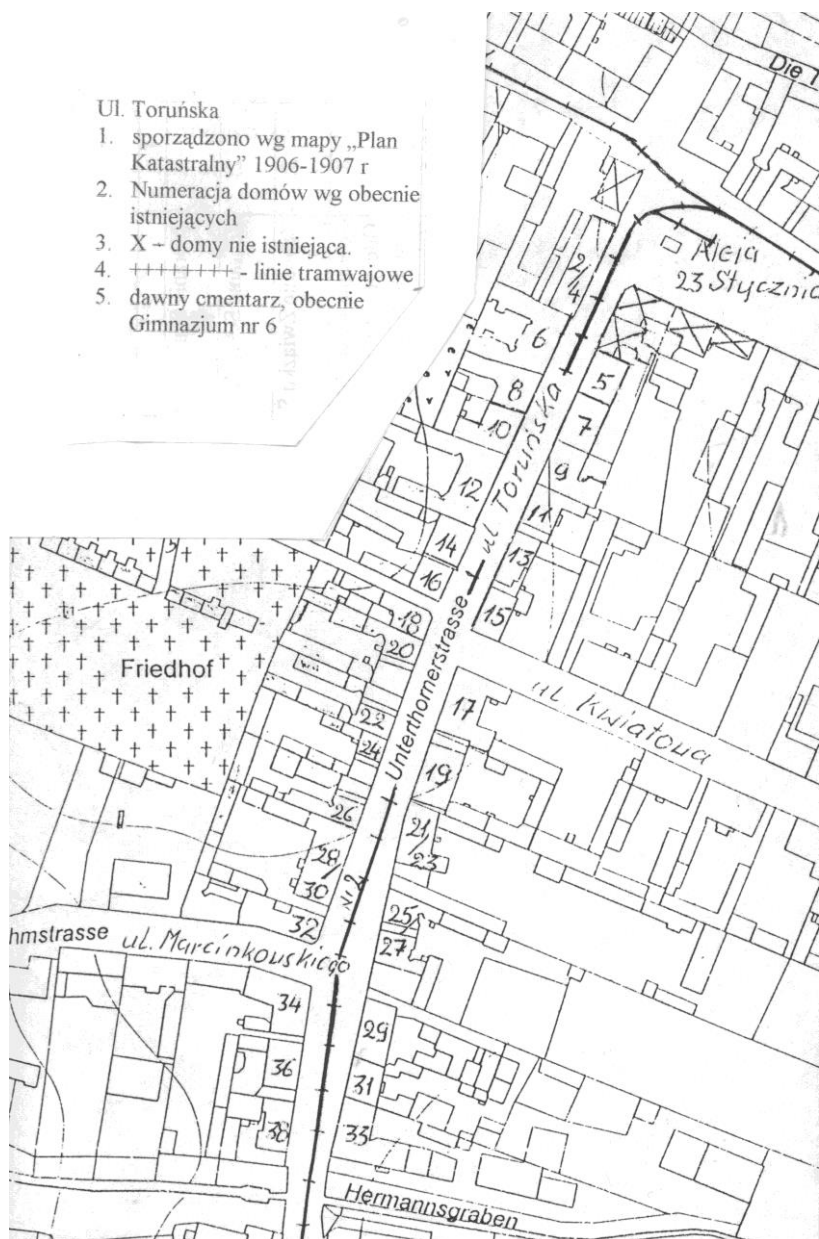 Ul. Toruńska
1. sporządzono wg mapy „Plan
Katastralny” 1906-1907 r
2. Numeracja domów wg obecnie
istniejących
3. X – domy nie istniejąca.
4. ++++++++ - linie tramwajowe
5. dawny cmentarz, obecnie
Gimnazjum nr 6
Die T
Aleja
23 Stycznia
2/4
6
5
8
7
10
ul. Toruńska
9
12
11
14
13
16
15
18
Unterthornerstrasse
20
Friedhof
ul. Kwiatowa
17
22
24
19
26
21/23
28/30
Nr 2
32
25
27
hmstrasse
ul. Marcinkowskiego
34
29
36
31
38
33
Hermannsgraben